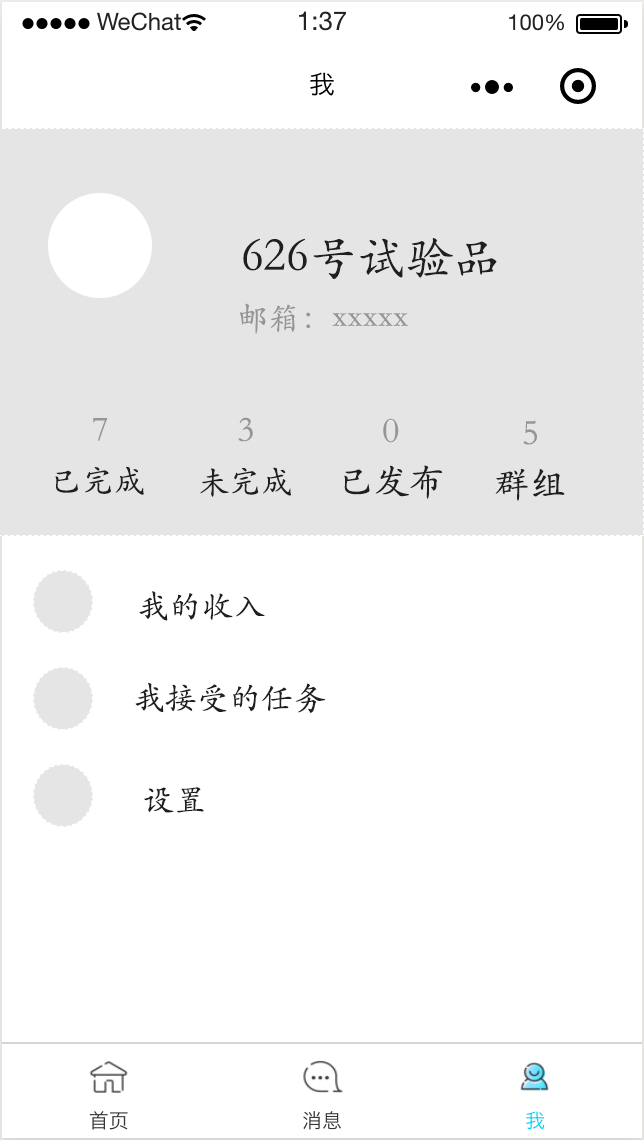 WeChat 1:37 100%
我
626号试验品
邮箱：xxxxx
7 3 0 5
已完成 未完成 已发布 群组
我的收入
我接受的任务
设置
首页 消息 我